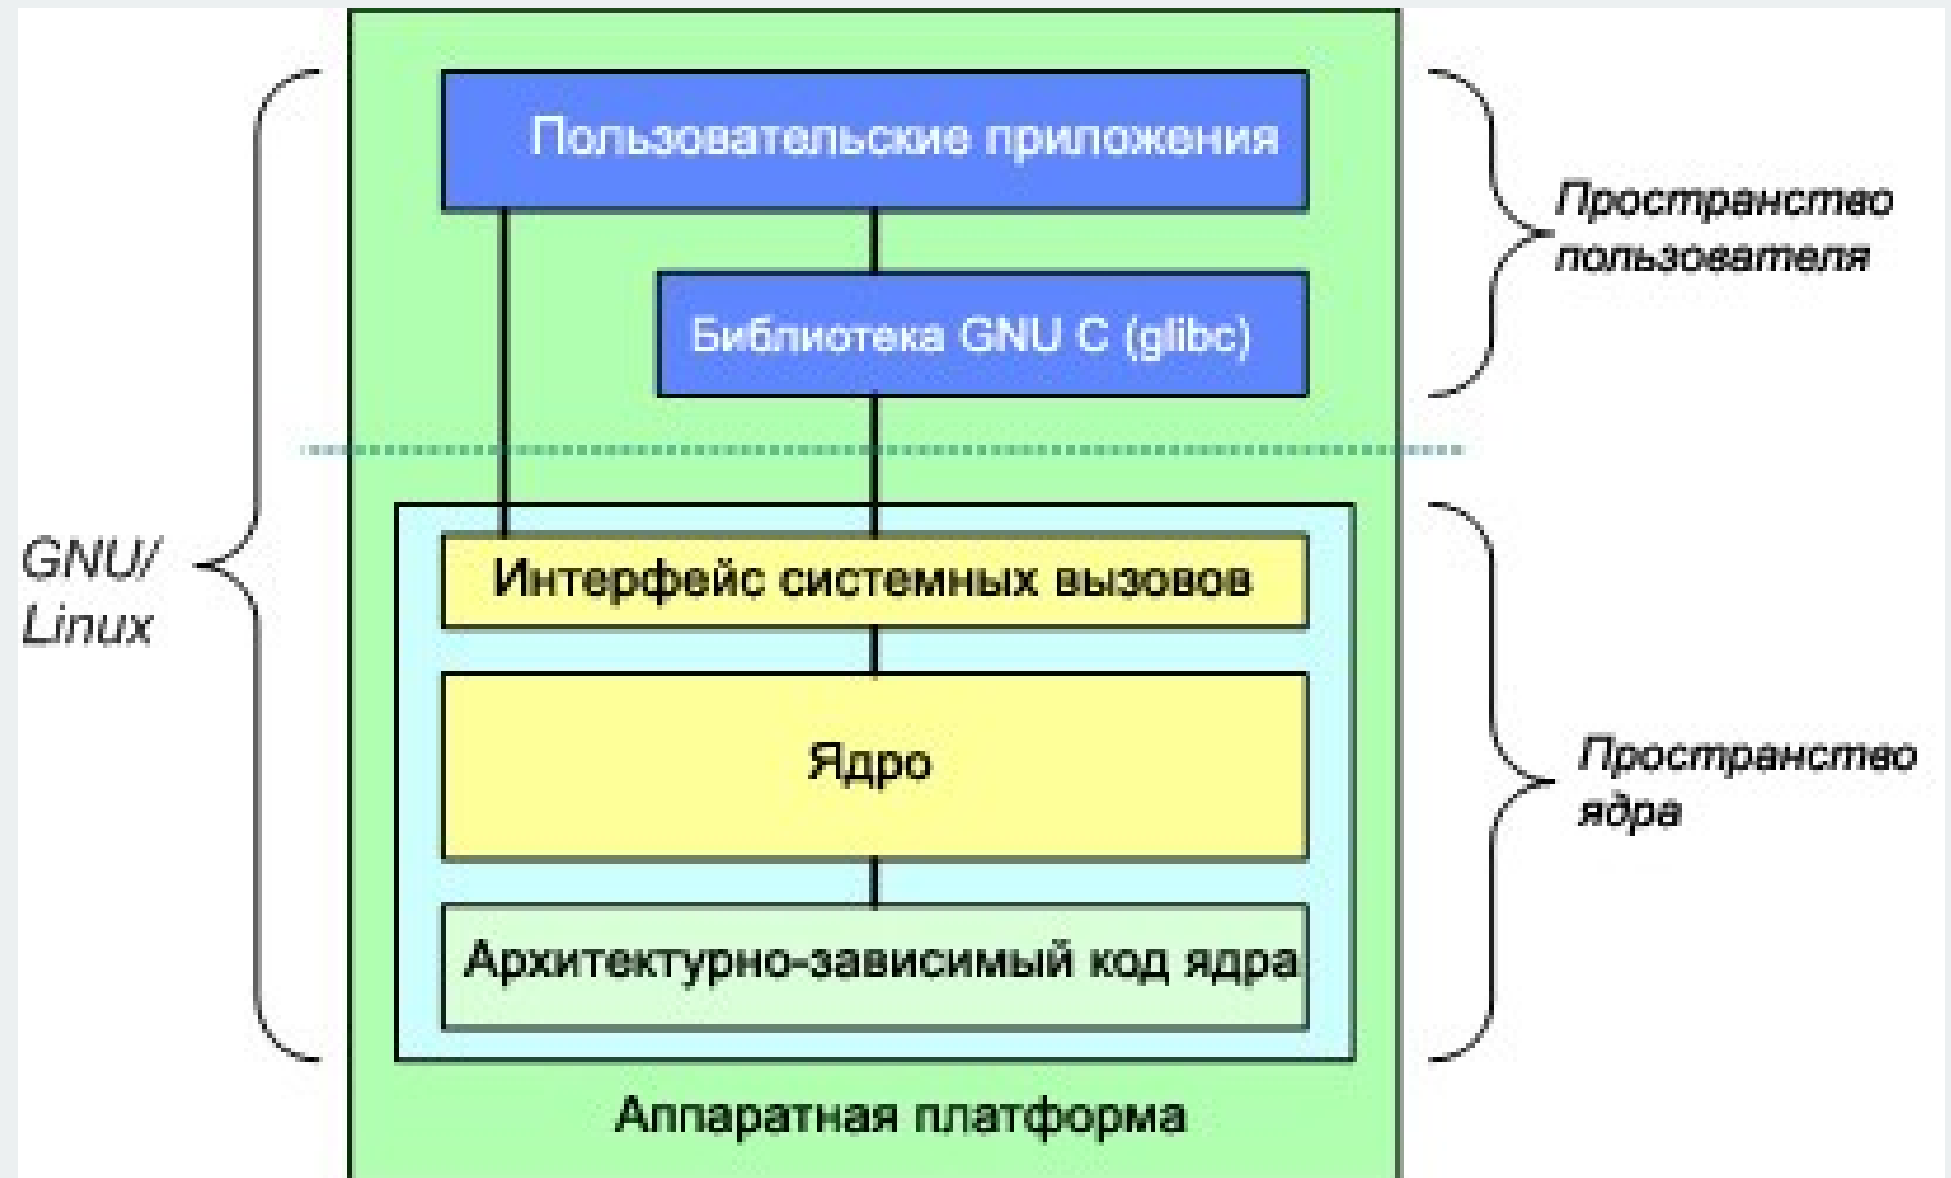 Пользовательские приложения
Пространство
пользователя
Библиотека GNU C (glibc)
GNU/
Linux
Интерфейс системных вызовов
Ядро
Пространство
ядра
Архитектурно-зависимый код ядра
Аппаратная платформа